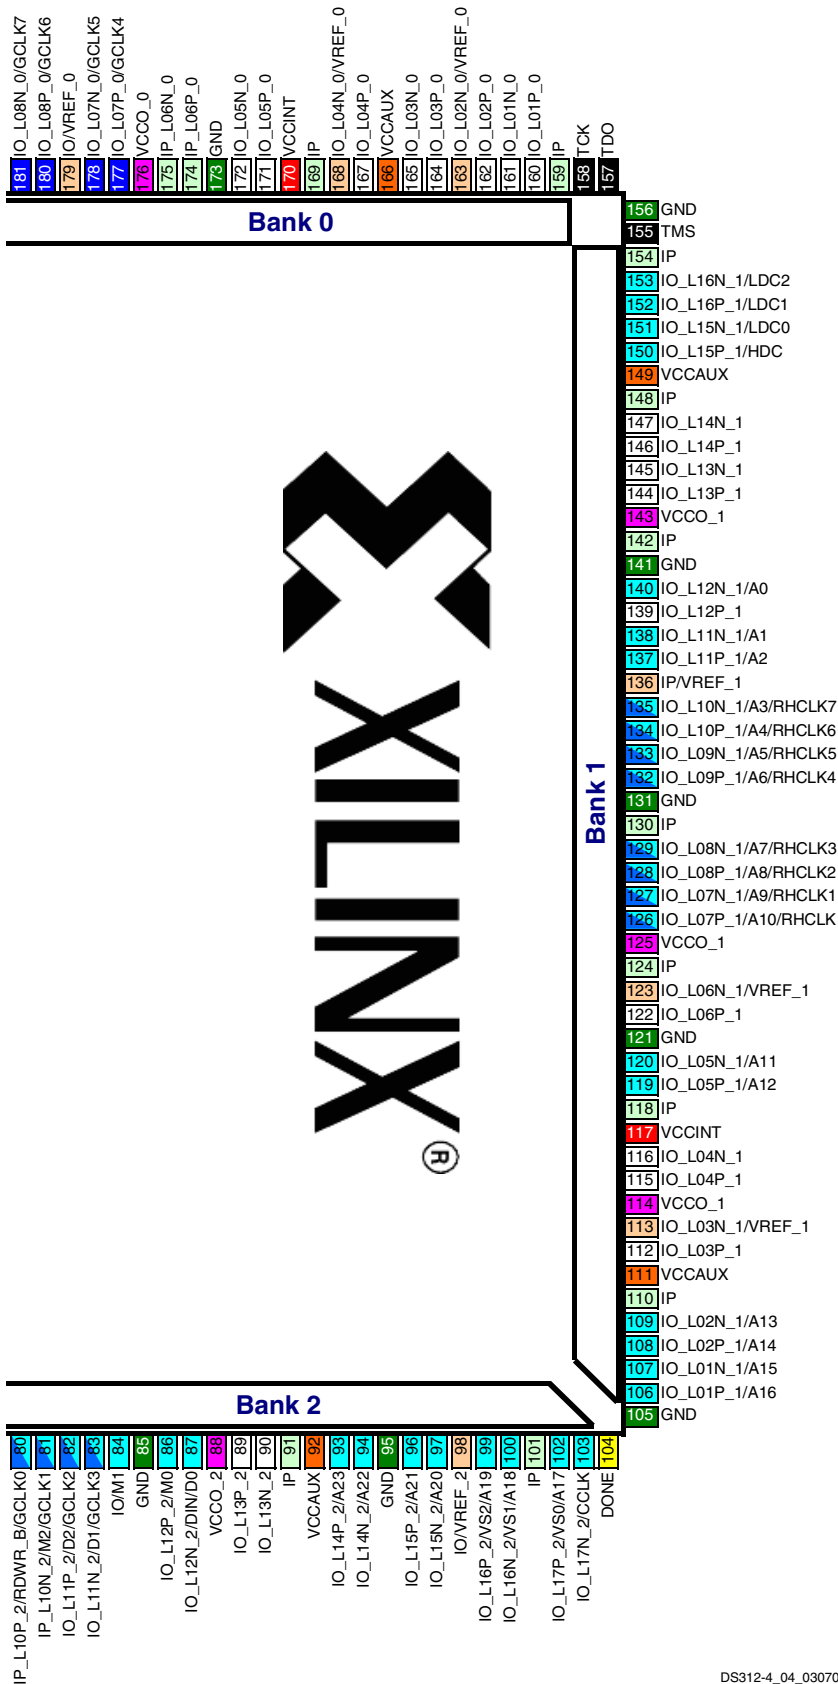 181 IO_L08N_0/GCLK7
180 IO_L08P_0/GCLK6
179 IO/VREF_0
178 IO_L07N_0/GCLK5
177 IO_L07P_0/GCLK4
176 VCCO_0
175 IP_L06N_0
174 IP_L06P_0
173 GND
172 IO_L05N_0
171 IO_L05P_0
170 VCCINT
169 IP
168 IO_L04N_0/VREF_0
167 IO_L04P_0
166 VCCAUX
165 IO_L03N_0
164 IO_L03P_0
163 IO_L02N_0/VREF_0
162 IO_L02P_0
161 IO_L01N_0
160 IO_L01P_0
159 IP
158 TCK
157 TDO
Bank 0
156 GND
155 TMS
154 IP
153 IO_L16N_1/LDC2
152 IO_L16P_1/LDC1
151 IO_L15N_1/LDC0
150 IO_L15P_1/HDC
149 VCCAUX
148 IP
147 IO_L14N_1
146 IO_L14P_1
145 IO_L13N_1
144 IO_L13P_1
143 VCCO_1
142 IP
141 GND
140 IO_L12N_1/A0
139 IO_L12P_1
138 IO_L11N_1/A1
137 IO_L11P_1/A2
136 IP/VREF_1
135 IO_L10N_1/A3/RHCLK7
134 IO_L10P_1/A4/RHCLK6
133 IO_L09N_1/A5/RHCLK5
132 IO_L09P_1/A6/RHCLK4
131 GND
130 IP
129 IO_L08N_1/A7/RHCLK3
128 IO_L08P_1/A8/RHCLK2
127 IO_L07N_1/A9/RHCLK1
126 IO_L07P_1/A10/RHCLK
125 VCCO_1
124 IP
123 IO_L06N_1/VREF_1
122 IO_L06P_1
121 GND
120 IO_L05N_1/A11
119 IO_L05P_1/A12
118 IP
117 VCCINT
116 IO_L04N_1
115 IO_L04P_1
114 VCCO_1
113 IO_L03N_1/VREF_1
112 IO_L03P_1
111 VCCAUX
110 IP
109 IO_L02N_1/A13
108 IO_L02P_1/A14
107 IO_L01N_1/A15
106 IO_L01P_1/A16
105 GND
Bank 1
XILINX
®
Bank 2
IP_L10P_2/RDWR_B/GCLK0 80
IP_L10N_2/M2/GCLK1 81
IO_L11P_2/D2/GCLK2 82
IO_L11N_2/D1/GCLK3 83
IO/M1 84
GND 85
IO_L12P_2/M0 86
IO_L12N_2/DIN/D0 87
VCCO_2 88
IO_L13P_2 89
IO_L13N_2 90
IP 91
VCCAUX 92
IO_L14P_2/A23 93
IO_L14N_2/A22 94
GND 95
IO_L15P_2/A21 96
IO_L15N_2/A20 97
IO/VREF_2 98
IO_L16P_2/VS2/A19 99
IO_L16N_2/VS1/A18 100
IP 101
IO_L17P_2/VS0/A17 102
IO_L17N_2/CCLK 103
DONE 104
DS312-4_04_03070